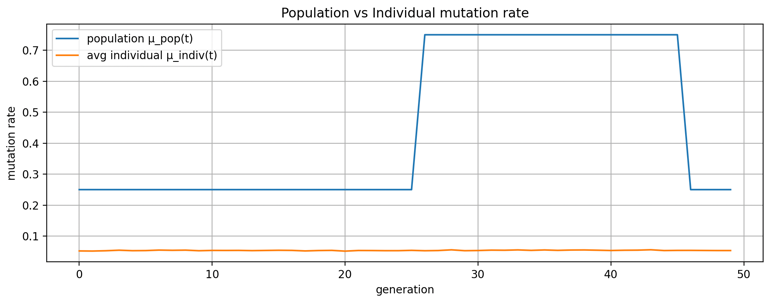 Population vs Individual mutation rate
population μ_pop(t)
avg individual μ_indiv(t)
mutation rate
0.7
0.6
0.5
0.4
0.3
0.2
0.1
0 10 20 30 40 50
generation